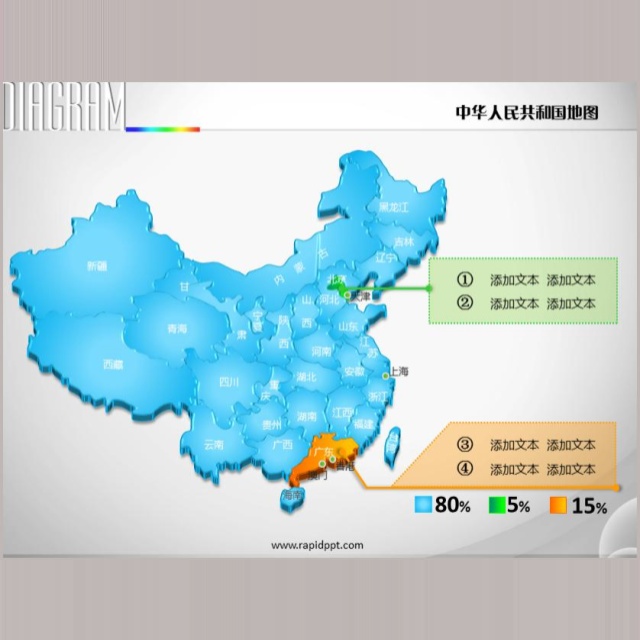 DIAGRAM
中华人民共和国地图
黑龙江
吉林
辽宁
内蒙古
新疆
甘肃
北京
天津
河北
山西
宁夏
陕西
青海
山东
河南
江苏
西藏
四川
重庆
湖北
安徽
上海
浙江
湖南
江西
贵州
福建
云南
广西
广东
香港
澳门
海南
① 添加文本 添加文本
② 添加文本 添加文本
③ 添加文本 添加文本
④ 添加文本 添加文本
80% 5% 15%
www.rapidppt.com